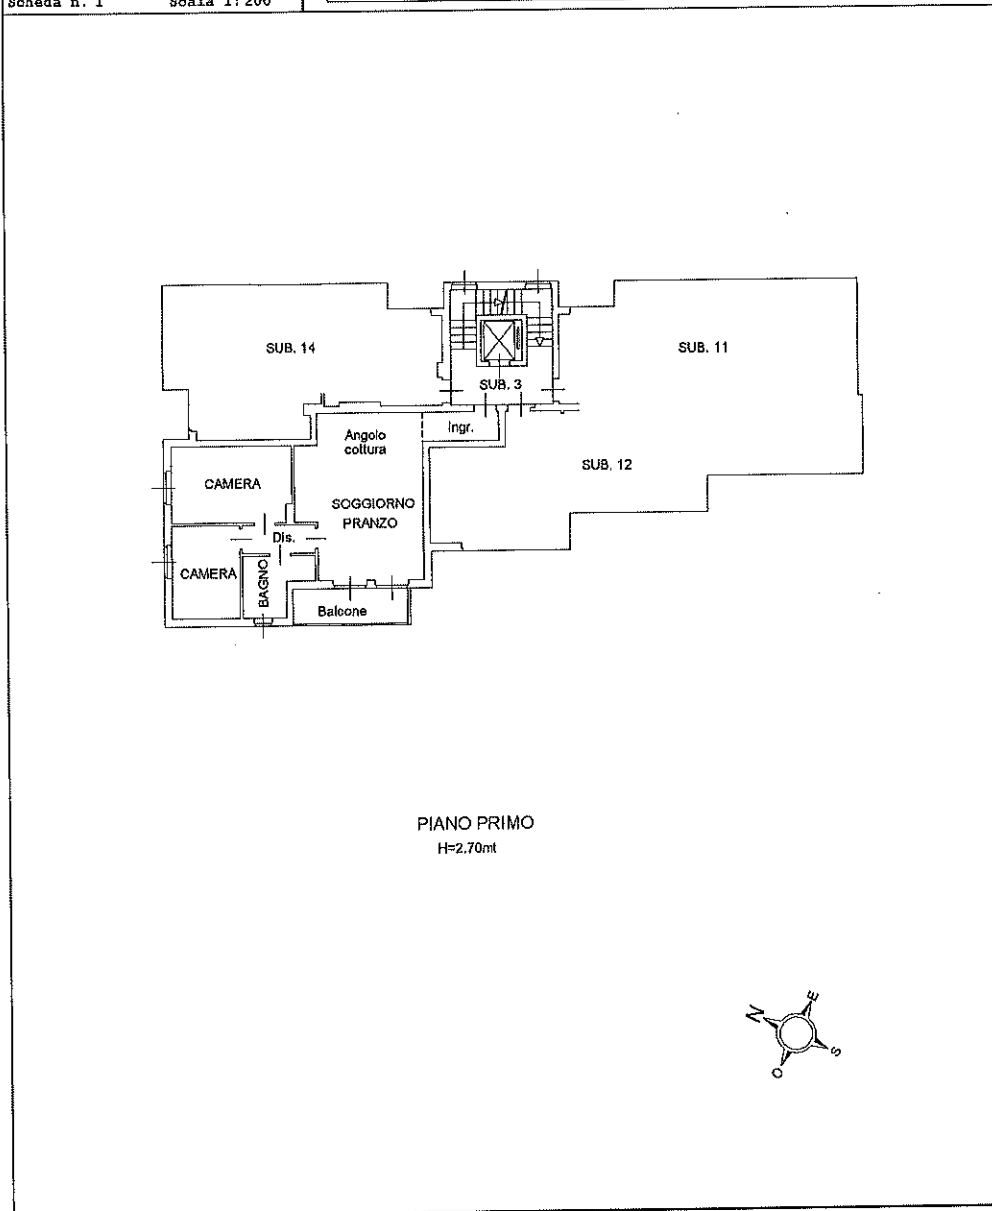 Scheda n. 1 Scala 1:200
SUB. 14
SUB. 11
SUB. 3
Ingr.
Angolo
cottura
SUB. 12
CAMERA
SOGGIORNO
PRANZO
Dis.
CAMERA
BAGNO
Balcone
PIANO PRIMO
H=2.70mt
N
E
S
O